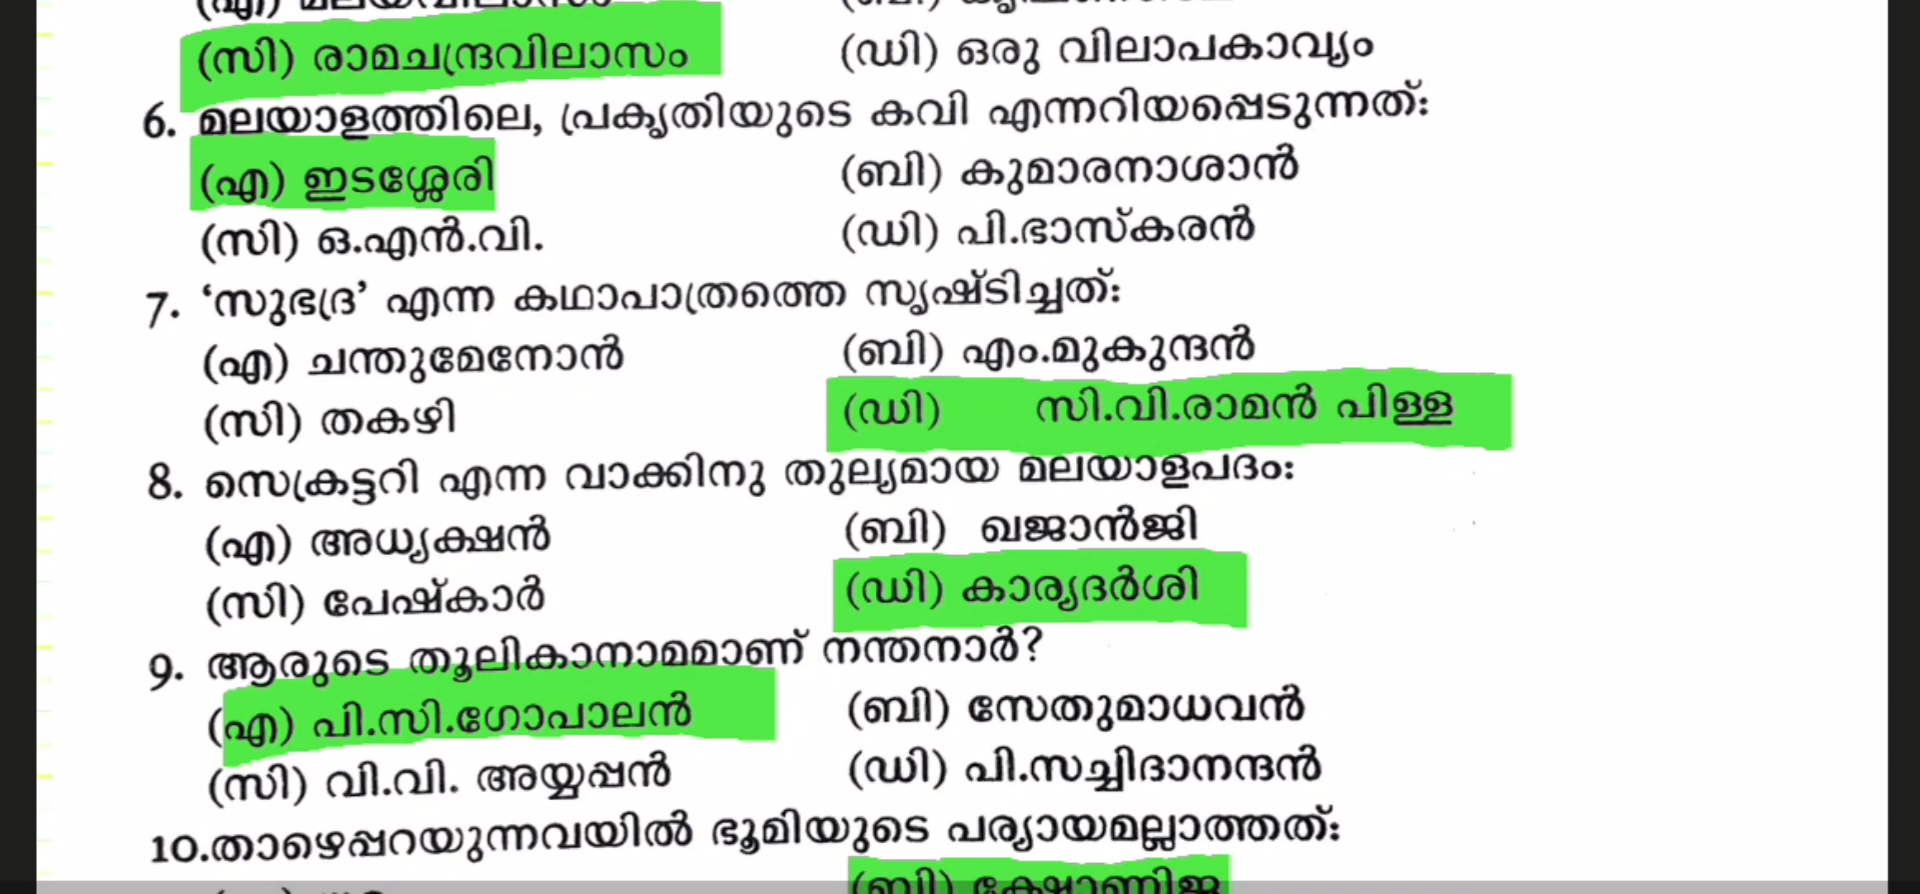 (എ) മലയവിലാസം
(സി) രാമചന്ദ്രവിലാസം (ഡി) ഒരു വിലാപകാവ്യം
6. മലയാളത്തിലെ, പ്രകൃതിയുടെ കവി എന്നറിയപ്പെടുന്നത്:
(എ) ഇടശ്ശേരി (ബി) കുമാരനാശാൻ
(സി) ഒ.എൻ.വി. (ഡി) പി.ഭാസ്കരൻ
7. ‘സുഭദ്ര’ എന്ന കഥാപാത്രത്തെ സൃഷ്ടിച്ചത്:
(എ) ചന്തുമേനോൻ (ബി) എം.മുകുന്ദൻ
(സി) തകഴി (ഡി) സി.വി.രാമൻ പിള്ള
8. സെക്രട്ടറി എന്ന വാക്കിനു തുല്യമായ മലയാളപദം:
(എ) അധ്യക്ഷൻ (ബി) ഖജാൻജി
(സി) പേഷ്കാർ (ഡി) കാര്യദർശി
9. ആരുടെ തൂലികാനാമമാണ് നന്തനാർ?
(എ) പി.സി.ഗോപാലൻ (ബി) സേതുമാധവൻ
(സി) വി.വി. അയ്യപ്പൻ (ഡി) പി.സച്ചിദാനന്ദൻ
10.താഴെപ്പറയുന്നവയിൽ ഭൂമിയുടെ പര്യായമല്ലാത്തത്:
(ബി) ക്ഷോണിജ